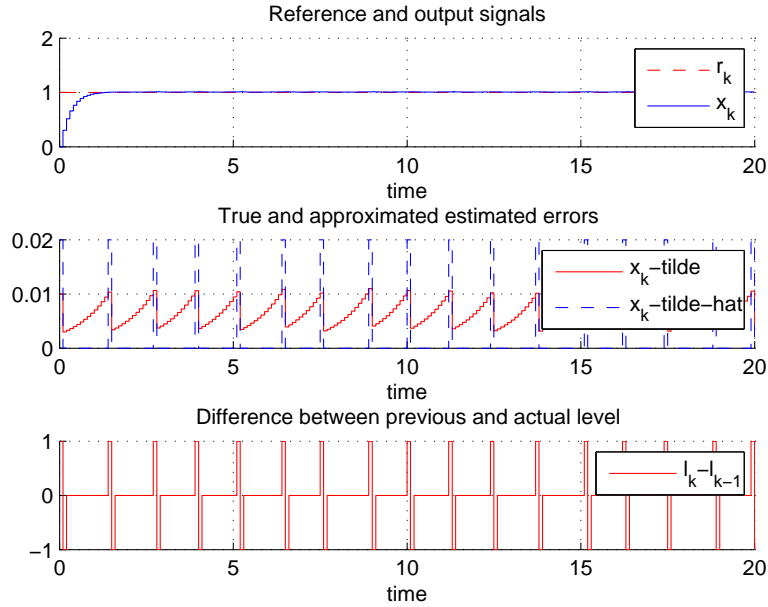 Reference and output signals
2
1
0
0 5 10 15 20
time
r_k
x_k
True and approximated estimated errors
0.02
0.01
0
0 5 10 15 20
time
x_k-tilde
x_k-tilde-hat
Difference between previous and actual level
1
0
−1
0 5 10 15 20
time
l_k-l_{k-1}